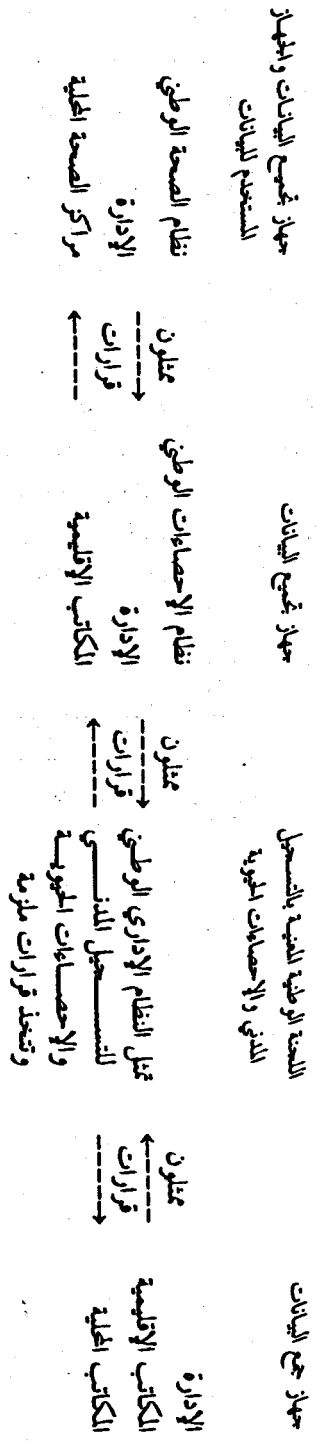 جهاز جمع البيانات
الإدارة
المكاتب الإقليمية
المكاتب المحلية
ممثلون
قرارات
اللجنة الوطنية المعنية بالتسجيل
المدني والإحصاءات الحيوية
تمثل النظام الإداري الوطني
للتسجيل المدني
والإحصاءات الحيوية
وتتخذ قرارات ملزمة
ممثلون
قرارات
جهاز تجميع البيانات
نظام الإحصاءات الوطني
الإدارة
المكاتب الإقليمية
ممثلون
قرارات
جهاز تجميع البيانات والجهاز
المستخدم للبيانات
نظام الصحة الوطني
الإدارة
مراكز الصحة المحلية